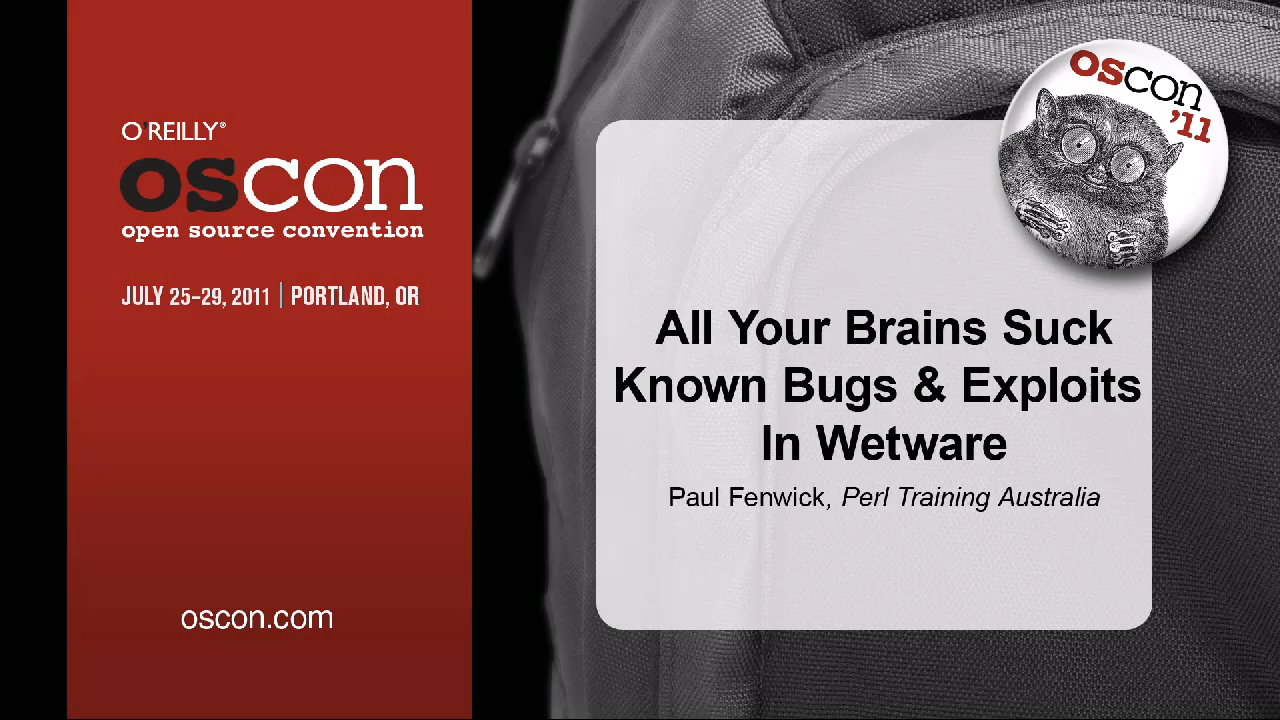 O'REILLY®
oscon
open source convention
JULY 25-29, 2011 | PORTLAND, OR
oscon.com
oscon
'11
All Your Brains Suck
Known Bugs & Exploits
In Wetware
Paul Fenwick, Perl Training Australia